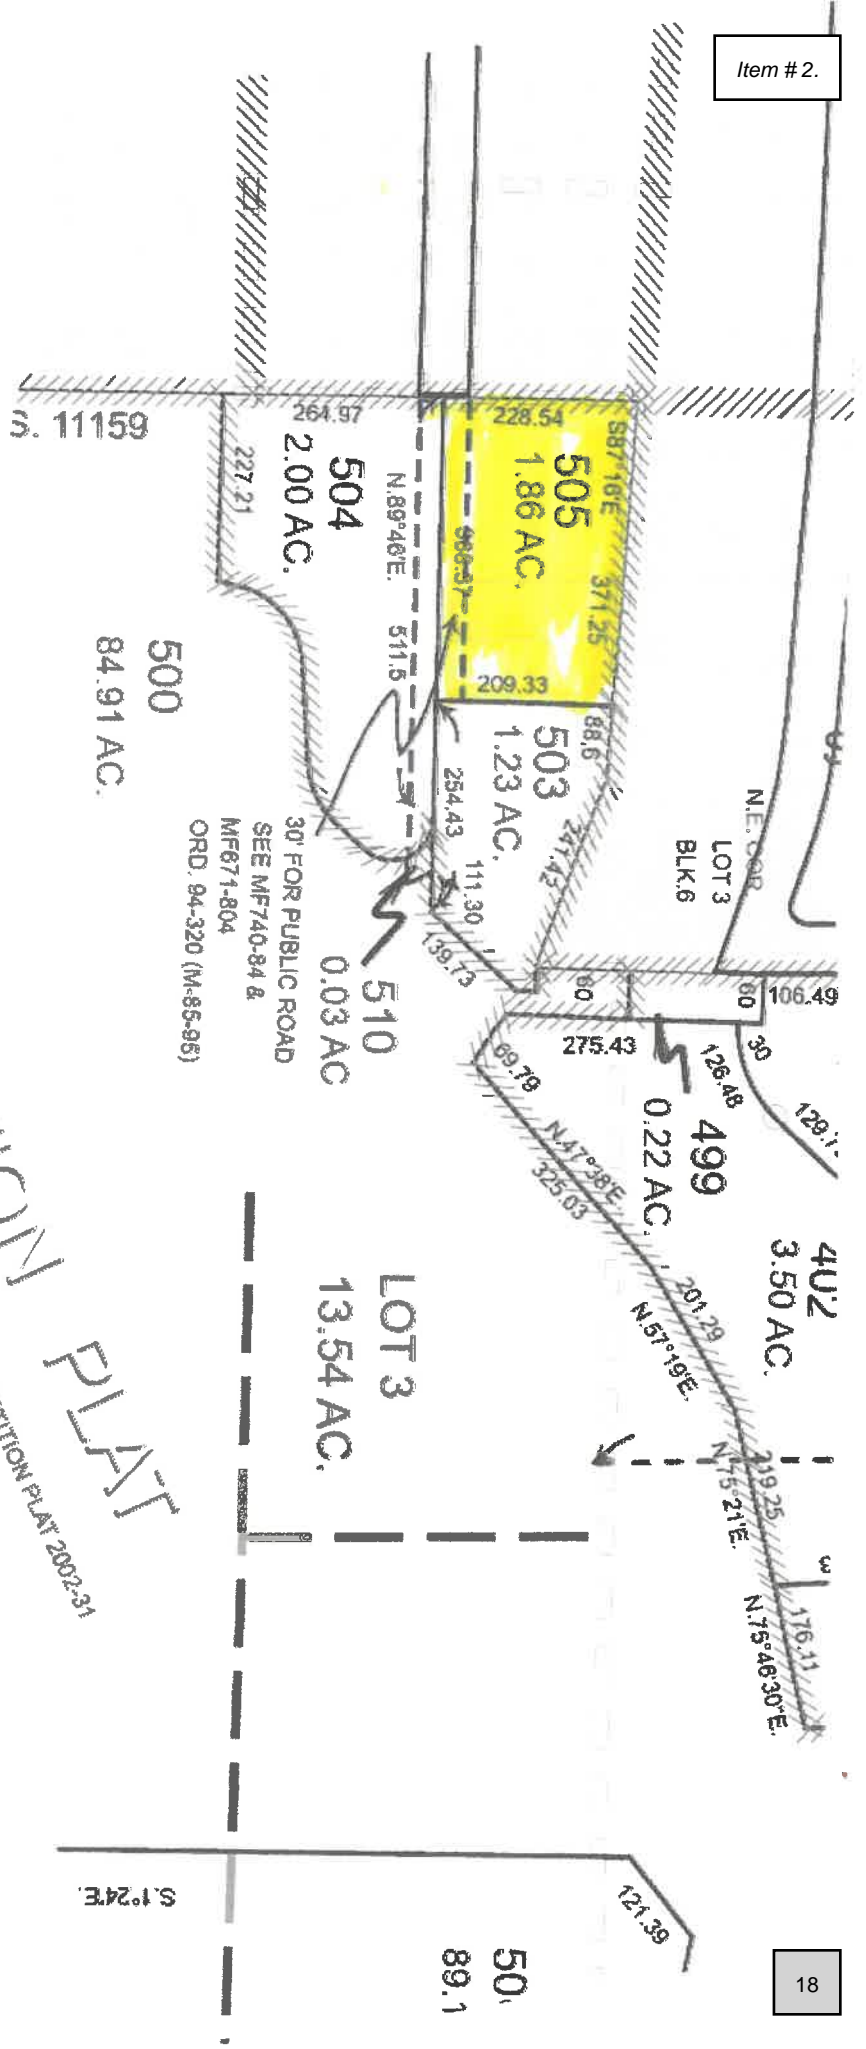 Item # 2.
S. 11159
264.97
228.54
S87°16'E
371.25
505
1.86 AC.
504
2.00 AC.
227.21
N.89°46'E.
511.5
209.33
500
84.91 AC.
503
1.23 AC.
88.6
241.42
254.43
111.30
139.73
N.E. COR
LOT 3
BLK.6
30' FOR PUBLIC ROAD
SEE MF740-84 &
MF671-804
ORD. 94-320 (M-85-95)
510
0.03 AC
60
60
106.49
275.43
30
126.48
69.79
499
0.22 AC.
N.47°38'E.
325.03
402
3.50 AC.
201.29
N.57°19'E.
LOT 3
13.54 AC.
219.25
N.75°21'E.
3
176.11
N.75°46'30"E.
PLAT
PLAT 2002-31
S.1°24'E.
121.39
50
89.1
18